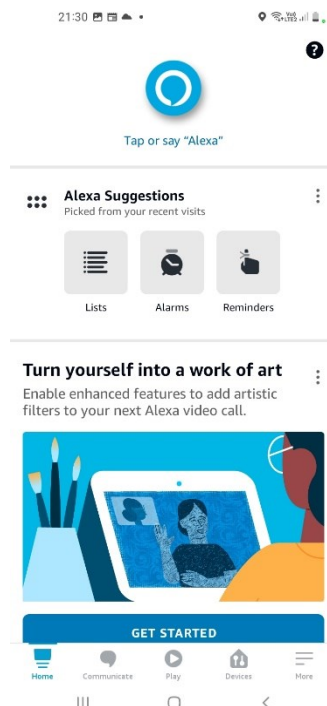 21:30
?
Tap or say “Alexa”
Alexa Suggestions
Picked from your recent visits
Lists Alarms Reminders
Turn yourself into a work of art
Enable enhanced features to add artistic
filters to your next Alexa video call.
GET STARTED
Home Communicate Play Devices More